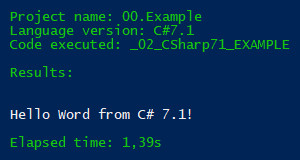 Project name: 00.Example
Language version: C#7.1
Code executed: _02_CSharp71_EXAMPLE
Results:
Hello Word from C# 7.1!
Elapsed time: 1,39s